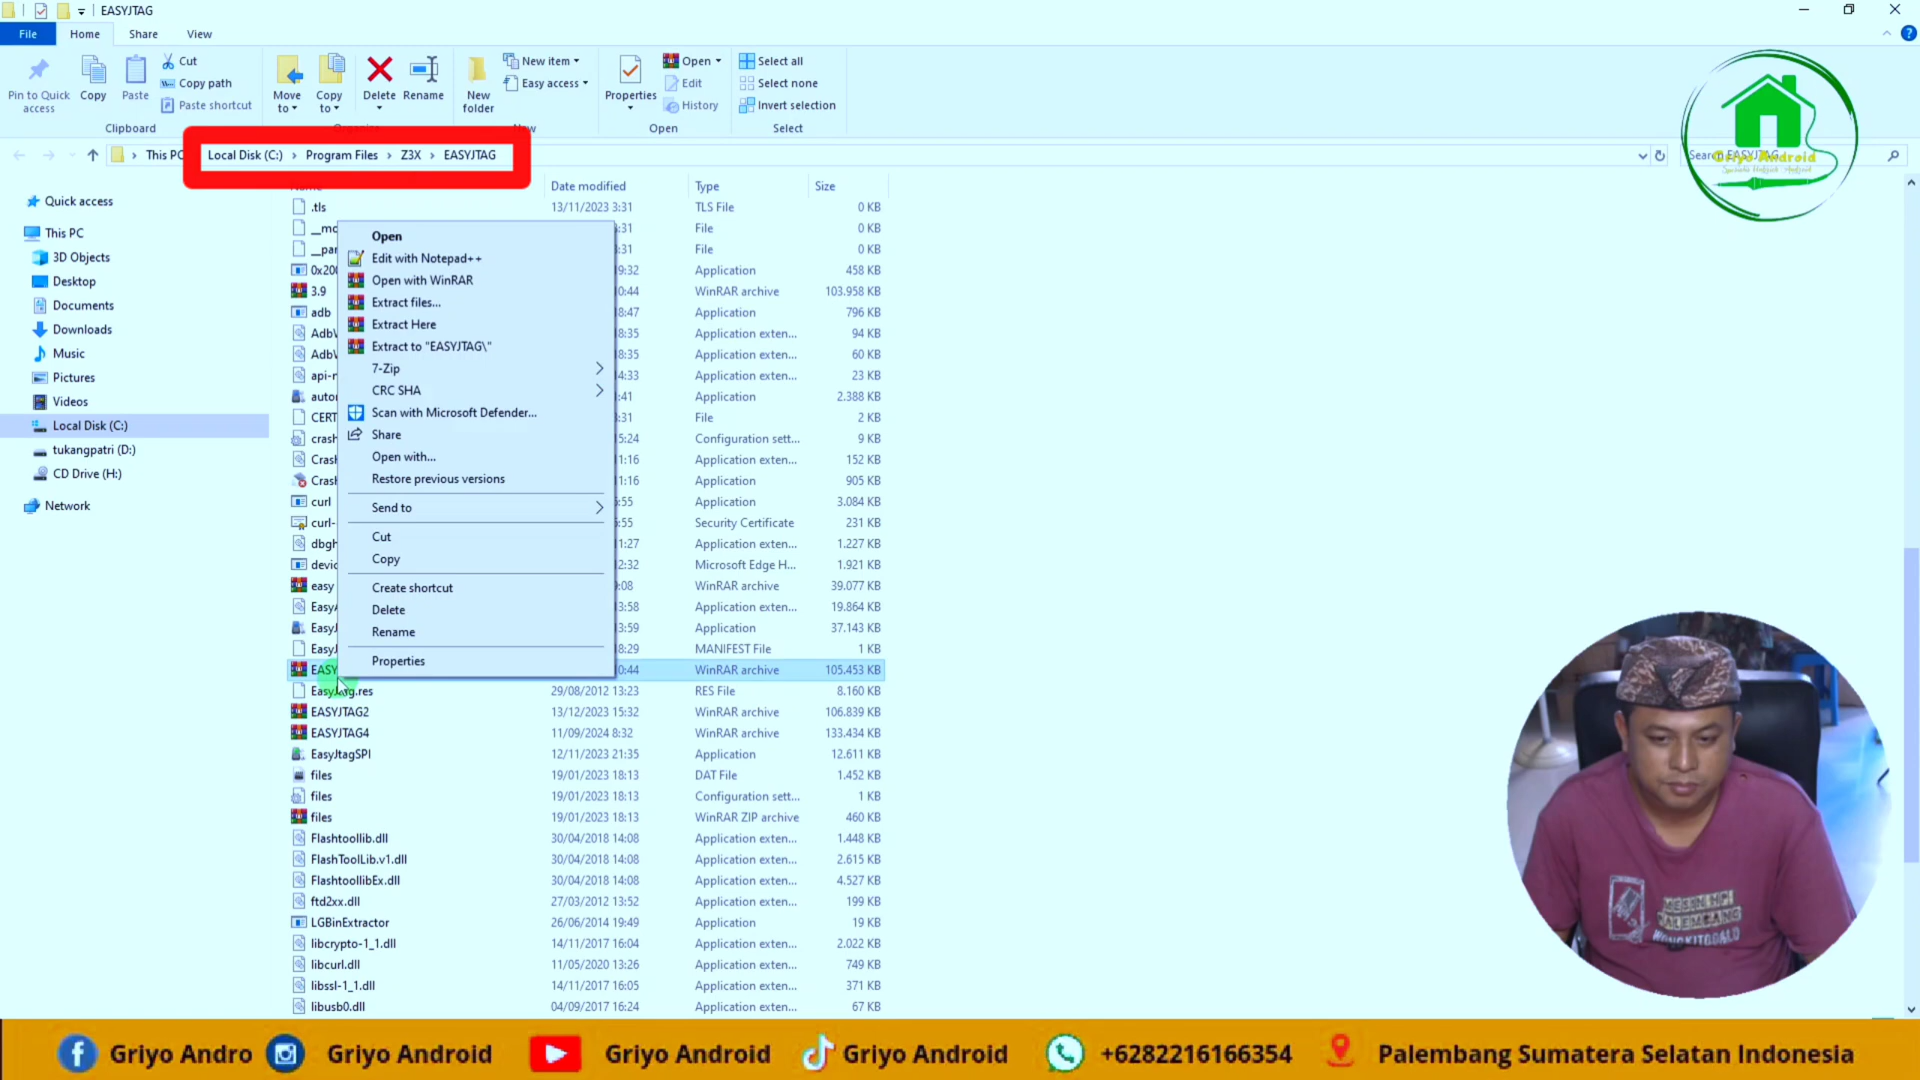 EASYJTAG
File Home Share View
Pin to Quick access
Copy
Paste
Cut
Copy path
Paste shortcut
Clipboard
Move to
Copy to
Delete
Rename
New folder
New item
Easy access
Properties
Open
Edit
History
Open
Select all
Select none
Invert selection
Select
Local Disk (C:) › Program Files › Z3X › EASYJTAG
Griyo Android
Date modified Type Size
Quick access
This PC
3D Objects
Desktop
Documents
Downloads
Music
Pictures
Videos
Local Disk (C:)
tukangpatri (D:)
CD Drive (H:)
Network
.tls 13/11/2023 3:31 TLS File 0 KB
File 0 KB
File 0 KB
Application 458 KB
3.9 WinRAR archive 103.958 KB
adb Application 796 KB
Application exten... 94 KB
Application exten... 60 KB
Application exten... 23 KB
Application 2.388 KB
File 2 KB
Configuration sett... 9 KB
Application exten... 152 KB
Application 905 KB
curl Application 3.084 KB
Security Certificate 231 KB
Application exten... 1.227 KB
Microsoft Edge H... 1.921 KB
easy WinRAR archive 39.077 KB
Application exten... 19.864 KB
Application 37.143 KB
MANIFEST File 1 KB
WinRAR archive 105.453 KB
Open
Edit with Notepad++
Open with WinRAR
Extract files...
Extract Here
Extract to "EASYJTAG\"
7-Zip
CRC SHA
Scan with Microsoft Defender...
Share
Open with...
Restore previous versions
Send to
Cut
Copy
Create shortcut
Delete
Rename
Properties
29/08/2012 13:23 RES File 8.160 KB
EASYJTAG2 13/12/2023 15:32 WinRAR archive 106.839 KB
EASYJTAG4 11/09/2024 8:32 WinRAR archive 133.434 KB
EasyJtagSPI 12/11/2023 21:35 Application 12.611 KB
files 19/01/2023 18:13 DAT File 1.452 KB
files 19/01/2023 18:13 Configuration sett... 1 KB
files 19/01/2023 18:13 WinRAR ZIP archive 460 KB
Flashtoollib.dll 30/04/2018 14:08 Application exten... 1.448 KB
FlashToolLib.v1.dll 30/04/2018 14:08 Application exten... 2.615 KB
FlashtoollibEx.dll 30/04/2018 14:08 Application exten... 4.527 KB
ftd2xx.dll 27/03/2012 13:52 Application exten... 199 KB
LGBinExtractor 26/06/2014 19:49 Application 19 KB
libcrypto-1_1.dll 14/11/2017 16:04 Application exten... 2.022 KB
libcurl.dll 11/05/2020 13:26 Application exten... 749 KB
libssl-1_1.dll 14/11/2017 16:05 Application exten... 371 KB
libusb0.dll 04/09/2017 16:24 Application exten... 67 KB
Griyo Andro Griyo Android Griyo Android Griyo Android +6282216166354 Palembang Sumatera Selatan Indonesia